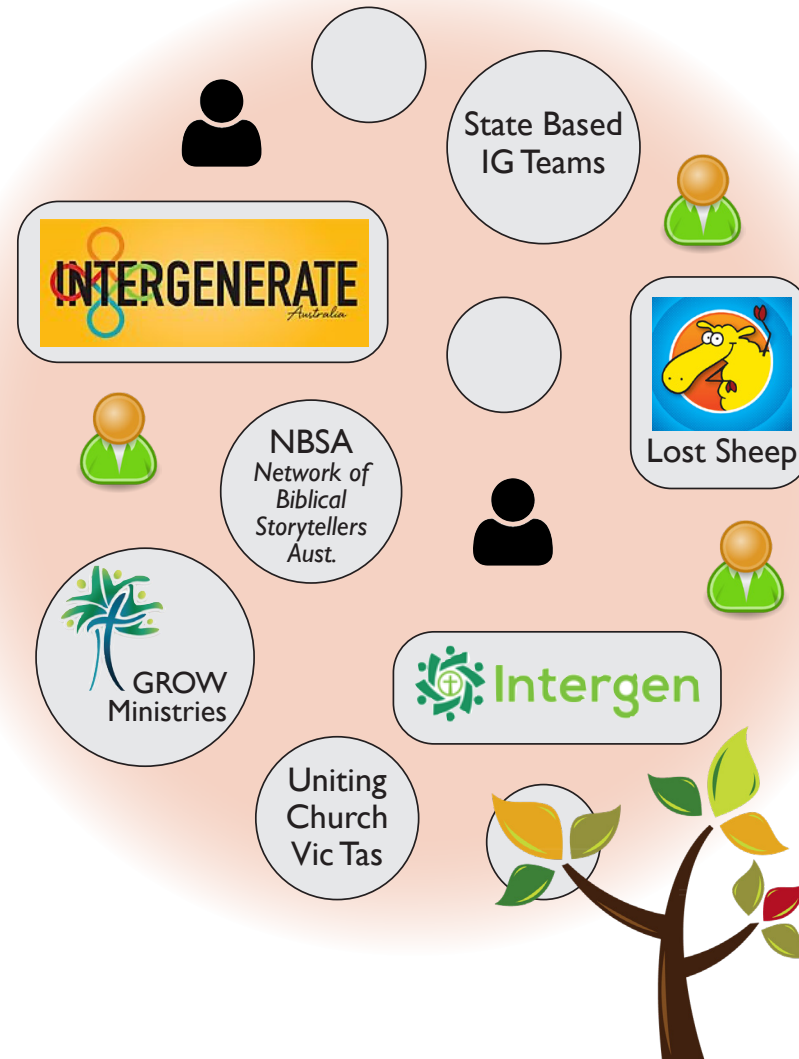 State Based
IG Teams
INTERGENERATE
Australia
Lost Sheep
NBSA
Network of
Biblical
Storytellers
Aust.
GROW
Ministries
Intergen
Uniting
Church
Vic Tas